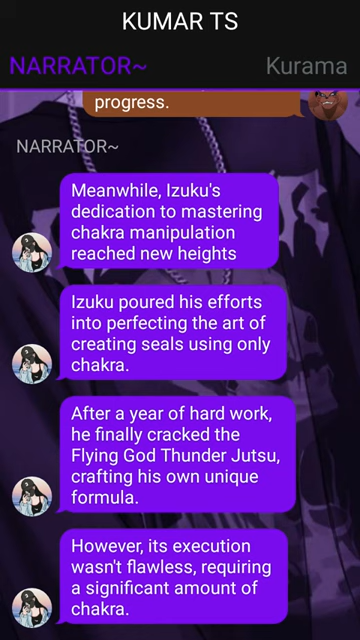 KUMAR TS
NARRATOR~ Kurama
progress.
NARRATOR~
Meanwhile, Izuku's
dedication to mastering
chakra manipulation
reached new heights
Izuku poured his efforts
into perfecting the art of
creating seals using only
chakra.
After a year of hard work,
he finally cracked the
Flying God Thunder Jutsu,
crafting his own unique
formula.
However, its execution
wasn't flawless, requiring
a significant amount of
chakra.